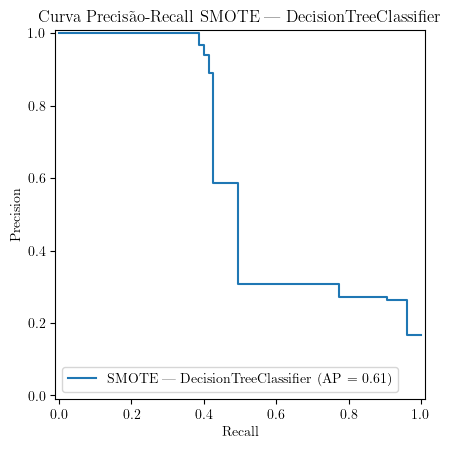 Curva Precisão-Recall SMOTE — DecisionTreeClassifier
1.0
0.8
0.6
0.4
0.2
0.0
Precision
SMOTE — DecisionTreeClassifier (AP = 0.61)
0.0 0.2 0.4 0.6 0.8 1.0
Recall